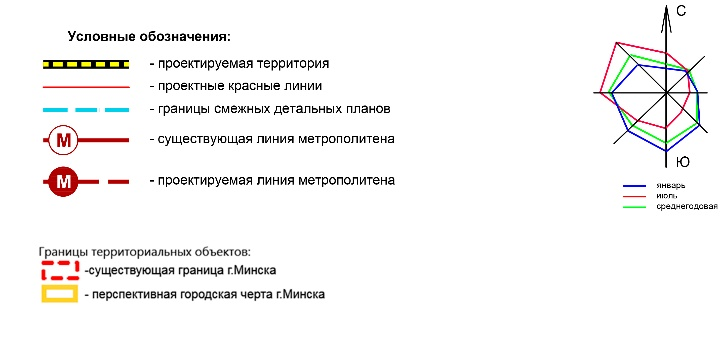 С
Условные обозначения:
- проектируемая территория
- проектные красные линии
- границы смежных детальных планов
М - существующая линия метрополитена
Ю
М - проектируемая линия метрополитена
январь
июль
среднегодовая
Границы территориальных объектов:
-существующая граница г.Минска
- перспективная городская черта г.Минска